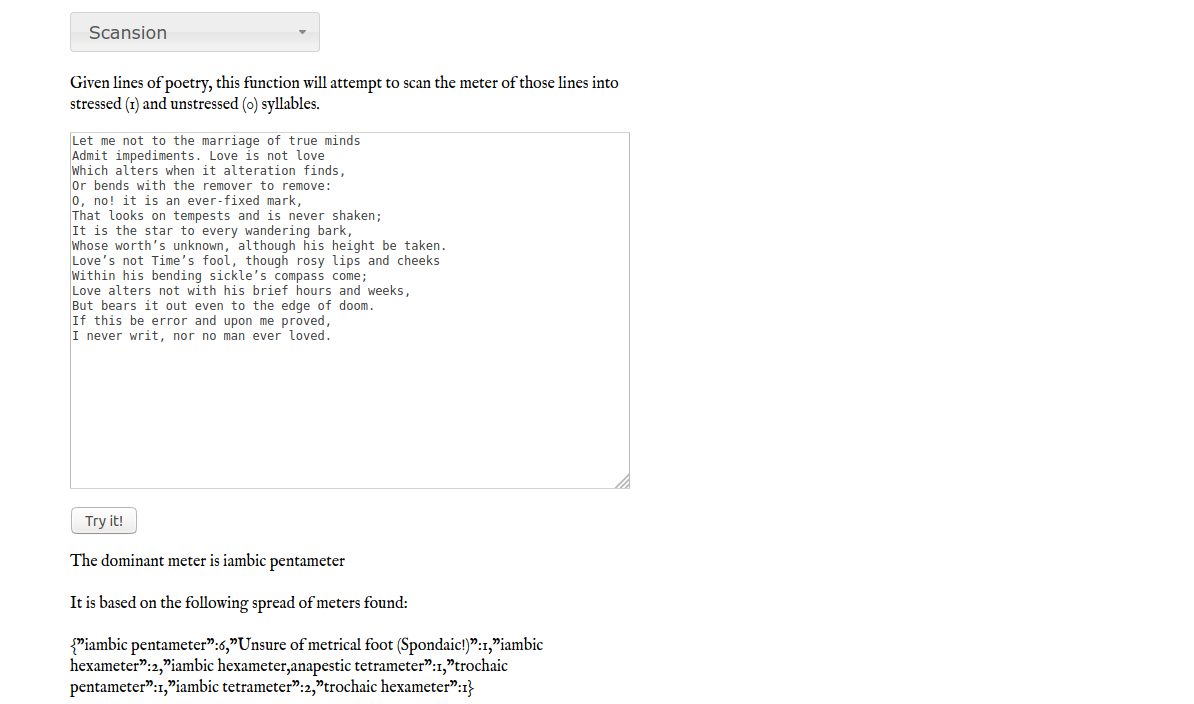 Scansion
Given lines of poetry, this function will attempt to scan the meter of those lines into
stressed (1) and unstressed (0) syllables.
Let me not to the marriage of true minds
Admit impediments. Love is not love
Which alters when it alteration finds,
Or bends with the remover to remove:
O, no! it is an ever-fixed mark,
That looks on tempests and is never shaken;
It is the star to every wandering bark,
Whose worth’s unknown, although his height be taken.
Love’s not Time’s fool, though rosy lips and cheeks
Within his bending sickle’s compass come;
Love alters not with his brief hours and weeks,
But bears it out even to the edge of doom.
If this be error and upon me proved,
I never writ, nor no man ever loved.
Try it!
The dominant meter is iambic pentameter
It is based on the following spread of meters found:
{"iambic pentameter":6,"Unsure of metrical foot (Spondaic!)":1,"iambic
hexameter":2,"iambic hexameter,anapestic tetrameter":1,"trochaic
pentameter":1,"iambic tetrameter":2,"trochaic hexameter":1}